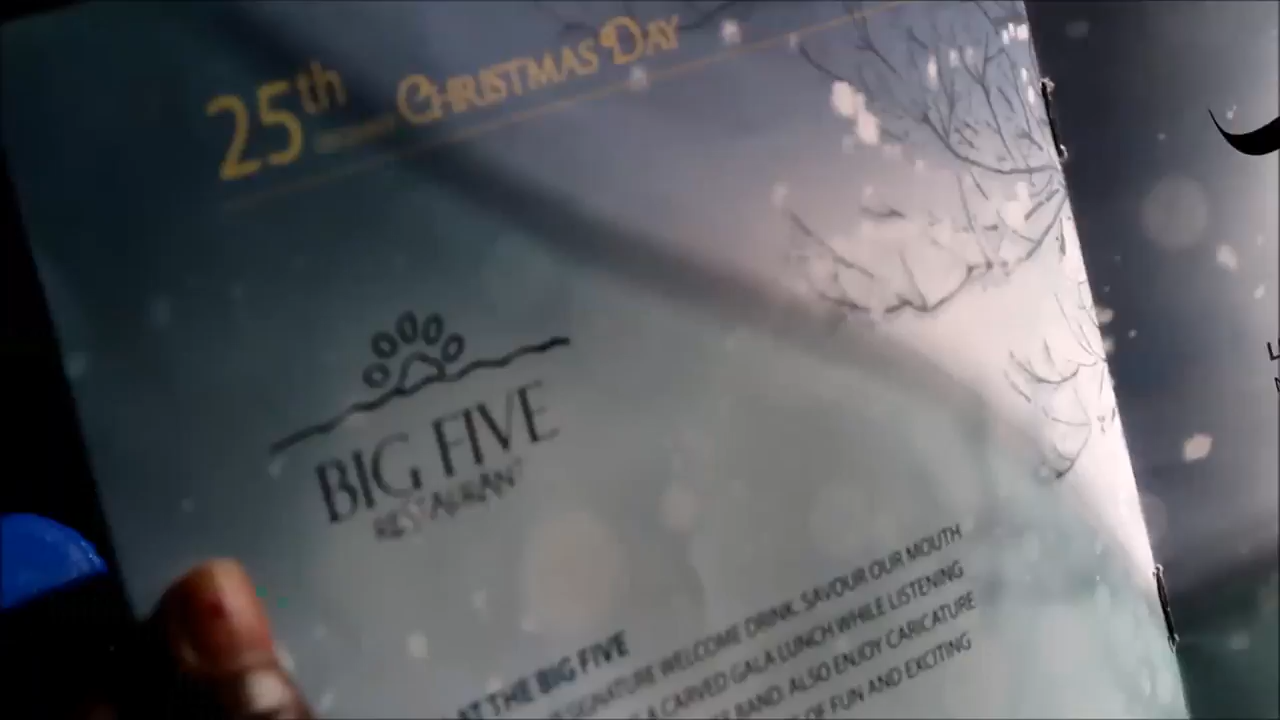 25th CHRISTMAS DAY
BIG FIVE
RESTAURANT
AT THE BIG FIVE
SIGNATURE WELCOME DRINK. SAVOUR OUR MOUTH
A CARVED GALA LUNCH WHILE LISTENING
BAND. ALSO ENJOY CARICATURE
OF FUN AND EXCITING